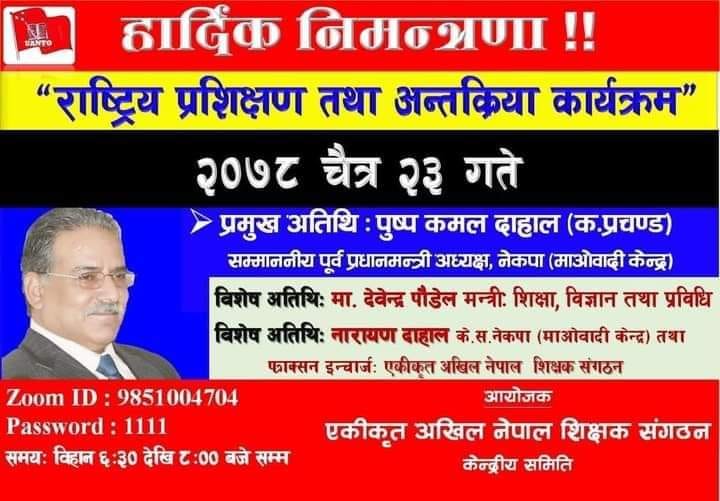 UANTO
हार्दिक निमन्त्रणा !!
“राष्ट्रिय प्रशिक्षण तथा अन्तक्रिया कार्यक्रम”
२०७८ चैत्र २३ गते
➢ प्रमुख अतिथि : पुष्प कमल दाहाल (क.प्रचण्ड)
सम्माननीय पूर्व प्रधानमन्त्री अध्यक्ष, नेकपा (माओवादी केन्द्र)
विशेष अतिथि: मा. देवेन्द्र पौडेल मन्त्री: शिक्षा, विज्ञान तथा प्रविधि
विशेष अतिथि: नारायण दाहाल के.स.नेकपा (माओवादी केन्द्र) तथा
फाक्सन इन्चार्ज: एकीकृत अखिल नेपाल शिक्षक संगठन
Zoom ID : 9851004704
Password : 1111
समय: विहान ६:३० देखि ८:०० बजे सम्म
आयोजक
एकीकृत अखिल नेपाल शिक्षक संगठन
केन्द्रीय समिति